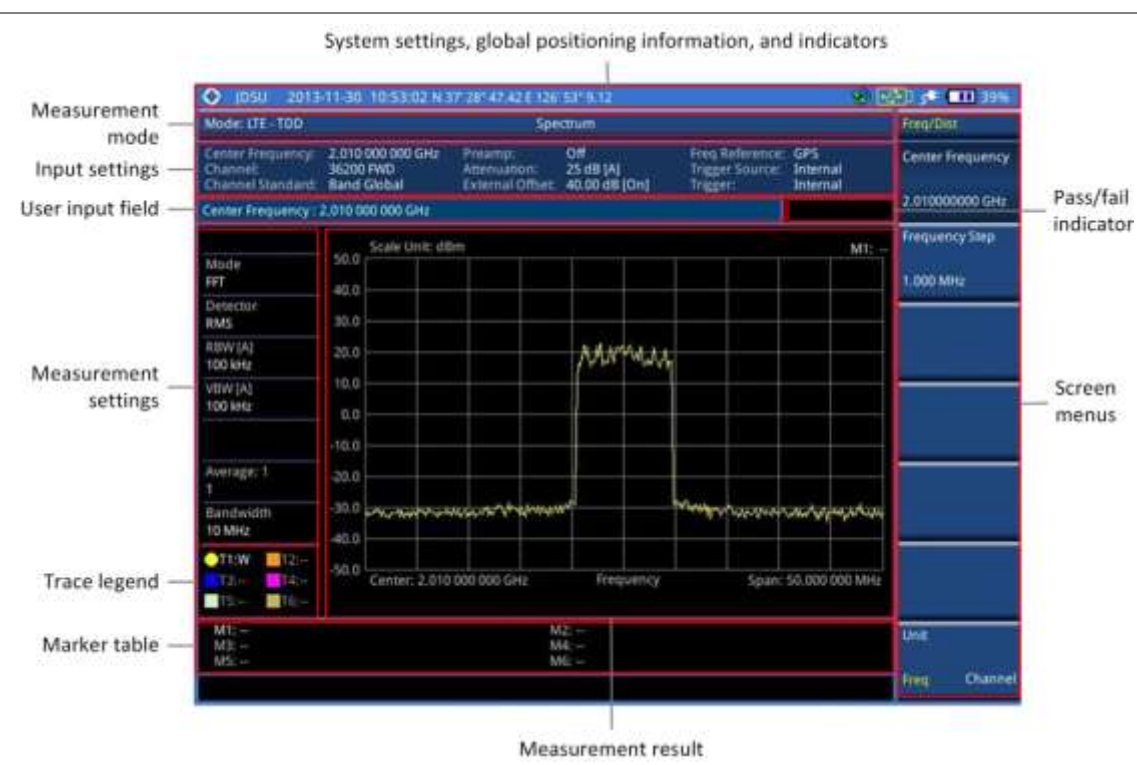 System settings, global positioning information, and indicators
JDSU 2013-11-30 10:53:02 N 37° 28' 47.42 E 126° 53' 9.12 39%
Measurement
mode
Mode: LTE - TDD Spectrum Freq/Dist
Input settings
Center Frequency: 2.010 000 000 GHz Preamp: Off Freq Reference: GPS
Channel: 36200 FWD Attenuation: 25 dB [A] Trigger Source: Internal
Channel Standard: Band Global External Offset: 40.00 dB [On] Trigger: Internal
Center Frequency
2.010000000 GHz
Pass/fail
indicator
User input field
Center Frequency : 2.010 000 000 GHz
Frequency Step
1.000 MHz
Scale Unit: dBm M1: --
50.0
40.0
30.0
20.0
10.0
0.0
-10.0
-20.0
-30.0
-40.0
-50.0
Mode
FFT
Detector
RMS
RBW [A]
100 kHz
VBW [A]
100 kHz
Average: 1
1
Bandwidth
10 MHz
Measurement
settings
Screen
menus
Center: 2.010 000 000 GHz Frequency Span: 50.000 000 MHz
Trace legend
T1:W T2:--
T3:-- T4:--
T5:-- T6:--
Marker table
M1: -- M2: --
M3: -- M4: --
M5: -- M6: --
Unit
Freq Channel
Measurement result